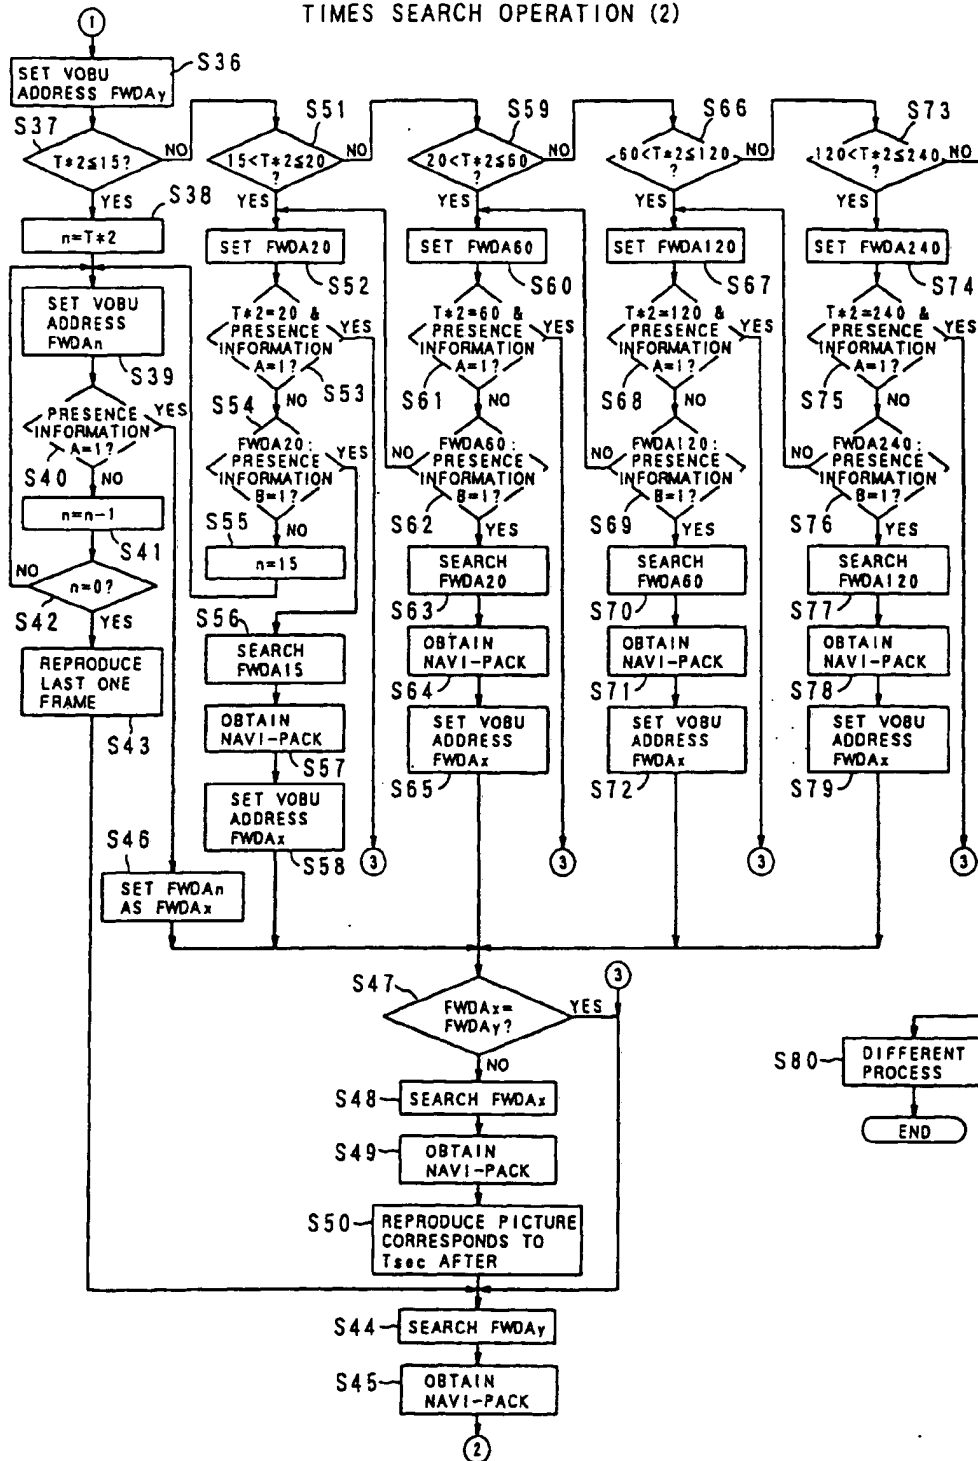 TIMES SEARCH OPERATION (2)
1
S36
SET VOBU
ADDRESS FWDAy
S37
T*2≤15?
NO
YES
S38
n=T*2
SET VOBU
ADDRESS
FWDAn
S39
PRESENCE
INFORMATION
A=1?
YES
S40
NO
n=n-1
S41
n=0?
NO
S42
YES
REPRODUCE
LAST ONE
FRAME
S43
S46
SET FWDAn
AS FWDAx
S51
15<T*2≤20
?
NO
YES
SET FWDA20
S52
T*2=20 &
PRESENCE
INFORMATION
A=1?
YES
S53
NO
S54
FWDA20:
PRESENCE
INFORMATION
B=1?
YES
NO
S55
n=15
S56
SEARCH
FWDA15
OBTAIN
NAVI-PACK
S57
SET VOBU
ADDRESS
FWDAx
S58
3
S59
20<T*2≤60
?
NO
YES
SET FWDA60
S60
T*2=60 &
PRESENCE
INFORMATION
A=1?
YES
S61
NO
FWDA60:
PRESENCE
INFORMATION
B=1?
NO
S62
YES
SEARCH
FWDA20
S63
OBTAIN
NAVI-PACK
S64
SET VOBU
ADDRESS
FWDAx
S65
3
S66
60<T*2≤120
?
NO
YES
SET FWDA120
S67
T*2=120 &
PRESENCE
INFORMATION
A=1?
YES
S68
NO
FWDA120:
PRESENCE
INFORMATION
B=1?
NO
S69
YES
SEARCH
FWDA60
S70
OBTAIN
NAVI-PACK
S71
SET VOBU
ADDRESS
FWDAx
S72
3
S73
120<T*2≤240
?
NO
YES
SET FWDA240
S74
T*2=240 &
PRESENCE
INFORMATION
A=1?
YES
S75
NO
FWDA240:
PRESENCE
INFORMATION
B=1?
NO
S76
YES
SEARCH
FWDA120
S77
OBTAIN
NAVI-PACK
S78
SET VOBU
ADDRESS
FWDAx
S79
3
S47
FWDAx=
FWDAy?
YES
3
NO
S48
SEARCH FWDAx
S49
OBTAIN
NAVI-PACK
S50
REPRODUCE PICTURE
CORRESPONDS TO
Tsec AFTER
S44
SEARCH FWDAy
S45
OBTAIN
NAVI-PACK
2
S80
DIFFERENT
PROCESS
END